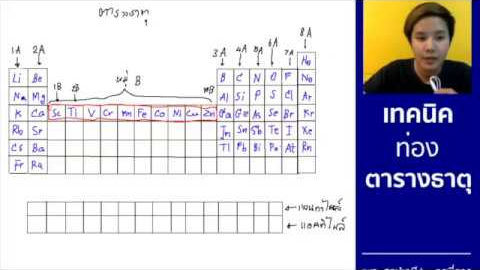 ตารางธาตุ
8A
1A 2A 3A 4A 5A 6A 7A He
หมู่ B
1B 2B 8B
Li Be B C N O F Ne
Na Mg Al Si P S Cl Ar
K Ca Sc Ti V Cr Mn Fe Co Ni Cu Zn Ga Ge As Se Br Kr
Rb Sr In Sn Sb Te I Xe
Cs Ba Tl Pb Bi Po At Rn
Fr Ra
แลนทาไนด์
แอคทิไนด์
เทคนิค
ท่อง
ตารางธาตุ